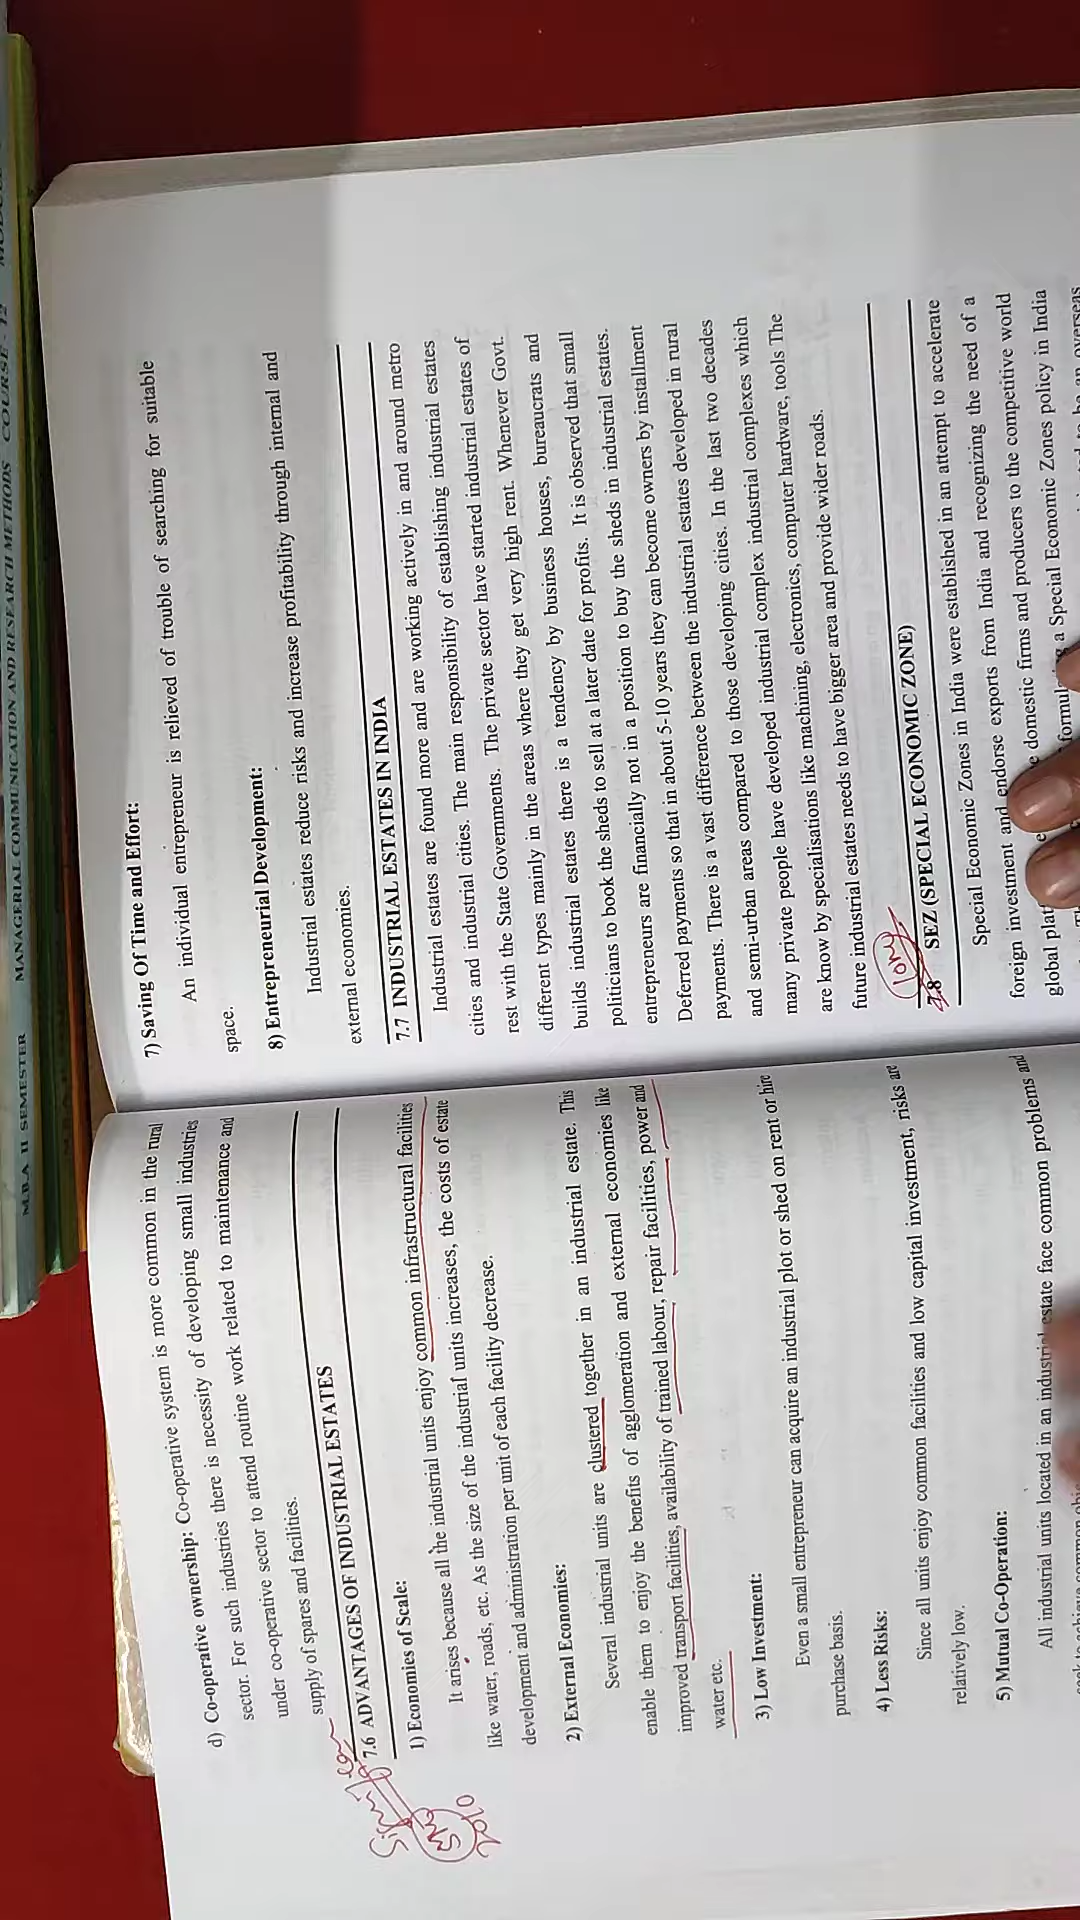 M.B.A II SEMESTER MANAGERIAL COMMUNICATION AND RESEARCH METHODS COURSE - 12
d) Co-operative ownership: Co-operative system is more common in the rural
sector. For such industries there is necessity of developing small industries
under co-operative sector to attend routine work related to maintenance and
supply of spares and facilities.
7.6 ADVANTAGES OF INDUSTRIAL ESTATES
1) Economies of Scale:
It arises because all the industrial units enjoy common infrastructural facilities
like water, roads, etc. As the size of the industrial units increases, the costs of estate
development and administration per unit of each facility decrease.
2) External Economies:
Several industrial units are clustered together in an industrial estate. This
enable them to enjoy the benefits of agglomeration and external economies like
improved transport facilities, availability of trained labour, repair facilities, power and
water etc.
3) Low Investment:
Even a small entrepreneur can acquire an industrial plot or shed on rent or hire
purchase basis.
4) Less Risks:
Since all units enjoy common facilities and low capital investment, risks are
relatively low.
5) Mutual Co-Operation:
All industrial units located in an industrial estate face common problems and
7) Saving Of Time and Effort:
An individual entrepreneur is relieved of trouble of searching for suitable
space.
8) Entrepreneurial Development:
Industrial estates reduce risks and increase profitability through internal and
external economies.
7.7 INDUSTRIAL ESTATES IN INDIA
Industrial estates are found more and are working actively in and around metro
cities and industrial cities. The main responsibility of establishing industrial estates
rest with the State Governments. The private sector have started industrial estates of
different types mainly in the areas where they get very high rent. Whenever Govt.
builds industrial estates there is a tendency by business houses, bureaucrats and
politicians to book the sheds to sell at a later date for profits. It is observed that small
entrepreneurs are financially not in a position to buy the sheds in industrial estates.
Deferred payments so that in about 5-10 years they can become owners by installment
payments. There is a vast difference between the industrial estates developed in rural
and semi-urban areas compared to those developing cities. In the last two decades
many private people have developed industrial complex industrial complexes which
are know by specialisations like machining, electronics, computer hardware, tools The
future industrial estates needs to have bigger area and provide wider roads.
10M
7.8 SEZ (SPECIAL ECONOMIC ZONE)
Special Economic Zones in India were established in an attempt to accelerate
foreign investment and endorse exports from India and recognizing the need of a
global domestic firms and producers to the competitive world
a Special Economic Zones policy in India
overseas